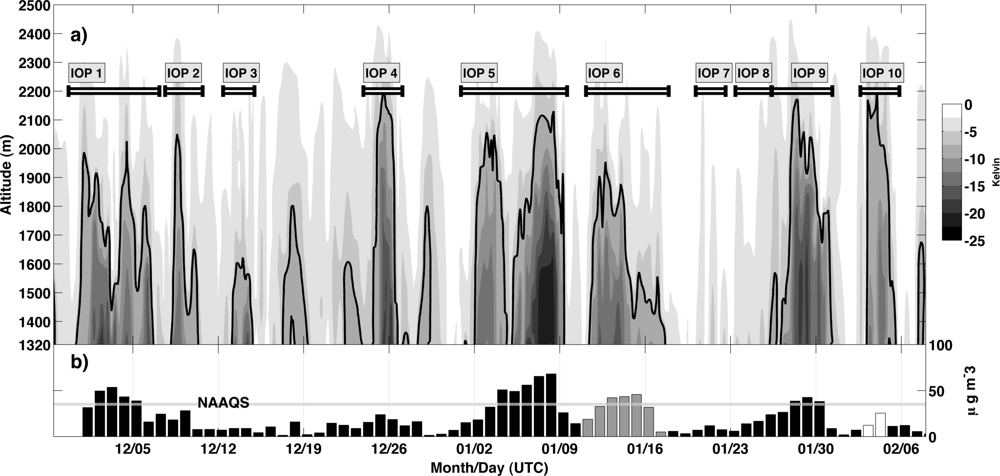 2500
a)
2400
2300
2200
2100
2000
1900
1800
1700
1600
1500
1400
1320
Altitude (m)
IOP 1
IOP 2
IOP 3
IOP 4
IOP 5
IOP 6
IOP 7
IOP 8
IOP 9
IOP 10
0
-5
-10
-15
-20
-25
Kelvin
b)
NAAQS
100
50
0
μ g m-3
12/05
12/12
12/19
12/26
01/02
01/09
01/16
01/23
01/30
02/06
Month/Day (UTC)